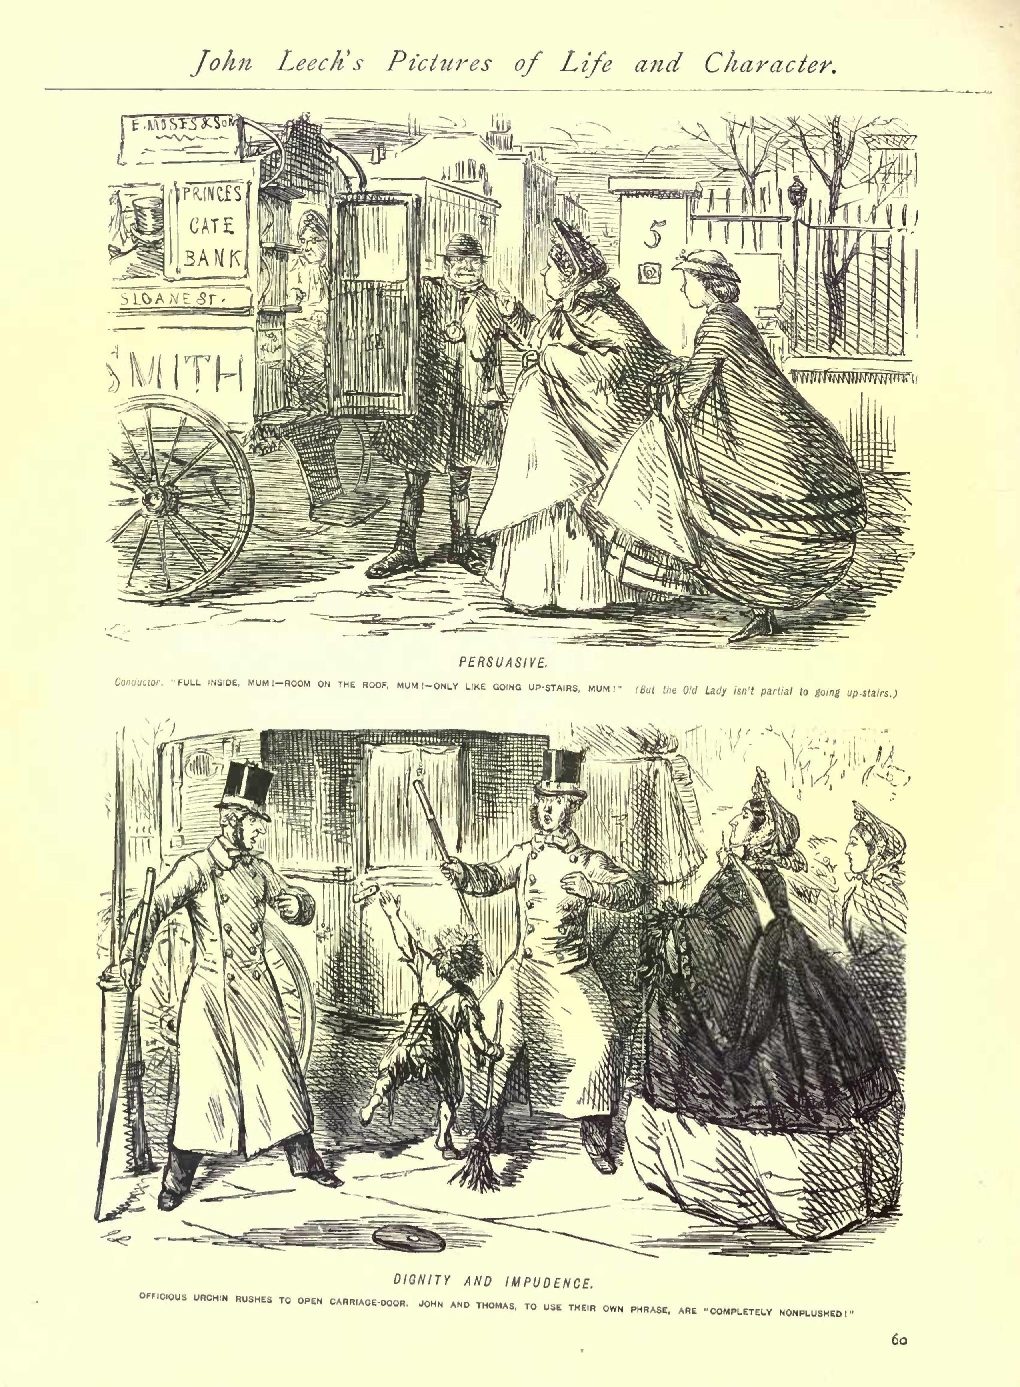 John Leech's Pictures of Life and Character.
E. MOSES & SON
PRINCES
GATE
BANK
SLOANE ST.
SMITH
5
PERSUASIVE.
Conductor. "FULL INSIDE, MUM!—ROOM ON THE ROOF, MUM!—ONLY LIKE GOING UP-STAIRS, MUM!" (But the Old Lady isn't partial to going up-stairs.)
DIGNITY AND IMPUDENCE.
OFFICIOUS URCHIN RUSHES TO OPEN CARRIAGE-DOOR. JOHN AND THOMAS, TO USE THEIR OWN PHRASE, ARE "COMPLETELY NONPLUSHED!"
60